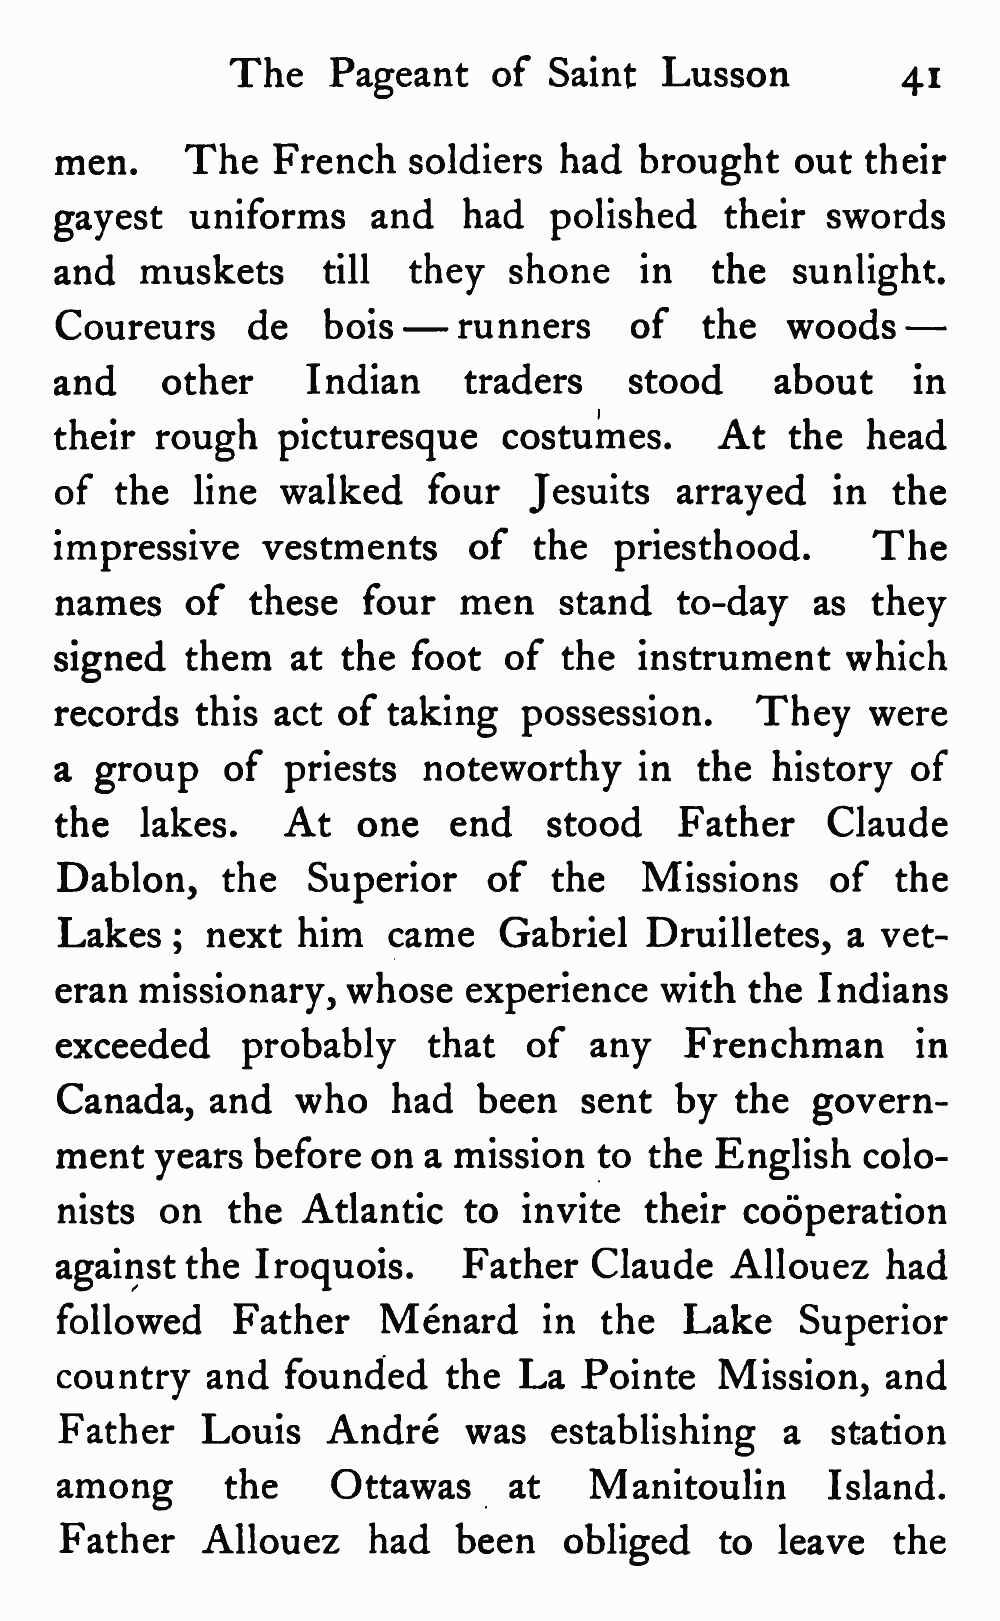 The Pageant of Saint Lusson 41
men. The French soldiers had brought out their
gayest uniforms and had polished their swords
and muskets till they shone in the sunlight.
Coureurs de bois — runners of the woods —
and other Indian traders stood about in
their rough picturesque costumes. At the head
of the line walked four Jesuits arrayed in the
impressive vestments of the priesthood. The
names of these four men stand to-day as they
signed them at the foot of the instrument which
records this act of taking possession. They were
a group of priests noteworthy in the history of
the lakes. At one end stood Father Claude
Dablon, the Superior of the Missions of the
Lakes ; next him came Gabriel Druilletes, a vet-
eran missionary, whose experience with the Indians
exceeded probably that of any Frenchman in
Canada, and who had been sent by the govern-
ment years before on a mission to the English colo-
nists on the Atlantic to invite their coöperation
against the Iroquois. Father Claude Allouez had
followed Father Ménard in the Lake Superior
country and founded the La Pointe Mission, and
Father Louis André was establishing a station
among the Ottawas at Manitoulin Island.
Father Allouez had been obliged to leave the